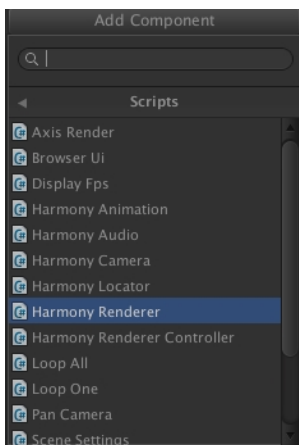 Add Component
Scripts
Axis Render
Browser Ui
Display Fps
Harmony Animation
Harmony Audio
Harmony Camera
Harmony Locator
Harmony Renderer
Harmony Renderer Controller
Loop All
Loop One
Pan Camera
Scene Settings